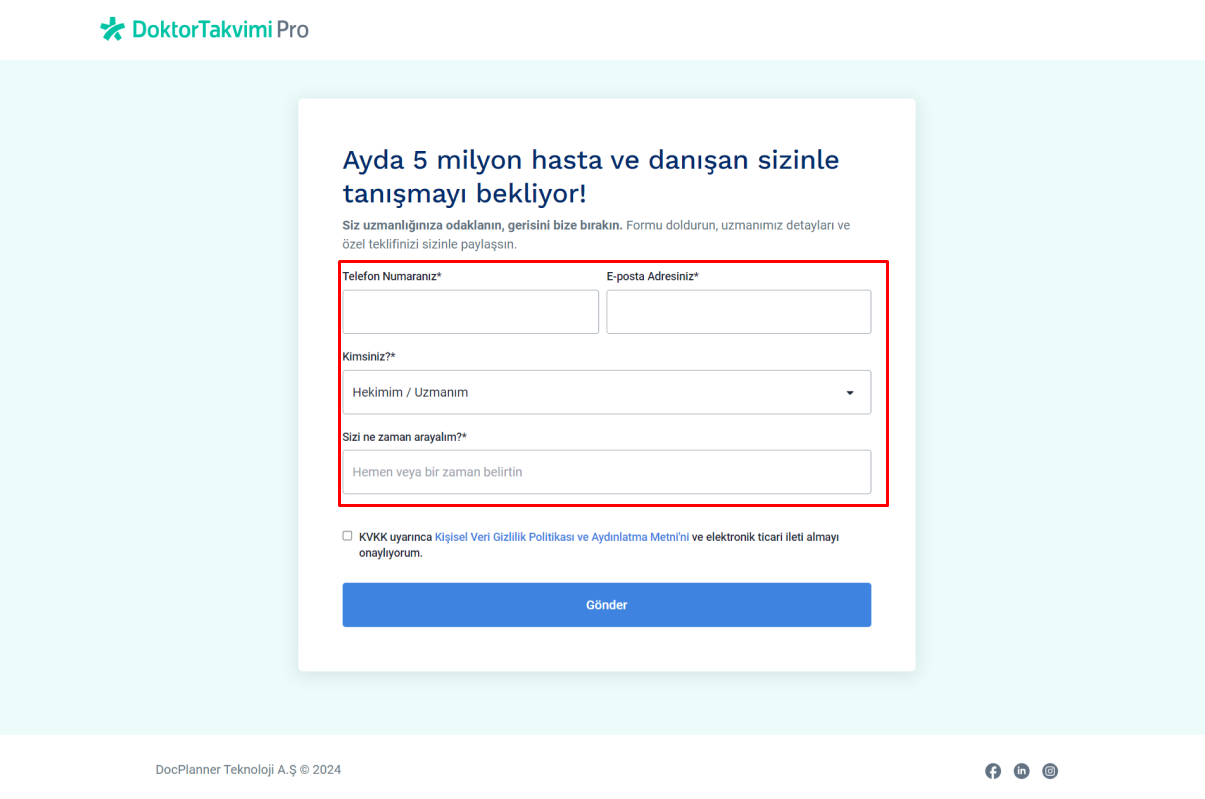 DoktorTakvimi Pro
Ayda 5 milyon hasta ve danışan sizinle
tanışmayı bekliyor!
Siz uzmanlığınıza odaklanın, gerisini bize bırakın. Formu doldurun, uzmanımız detayları ve
özel teklifinizi sizinle paylaşsın.
Telefon Numaranız* E-posta Adresiniz*
Kimsiniz?*
Hekimim / Uzmanım
Sizi ne zaman arayalım?*
Hemen veya bir zaman belirtin
KVKK uyarınca Kişisel Veri Gizlilik Politikası ve Aydınlatma Metni'ni ve elektronik ticari ileti almayı
onaylıyorum.
Gönder
DocPlanner Teknoloji A.Ş © 2024